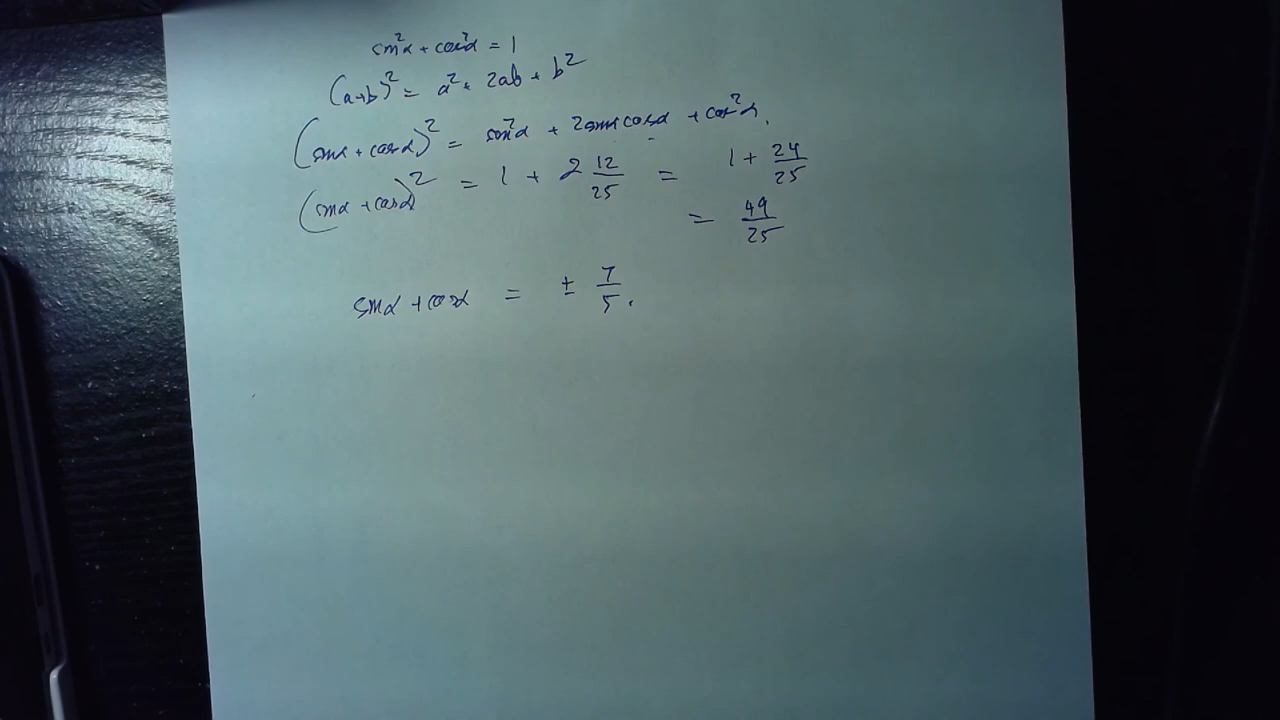 sin²α + cos²α = 1
(a+b)² = a² + 2ab + b²
(sinα + cosα)² = sin²α + 2sinαcosα + cos²α.
(sinα + cosα)² = 1 + 2 12/25 = 1 + 24/25
= 49/25
sinα + cosα = ± 7/5.